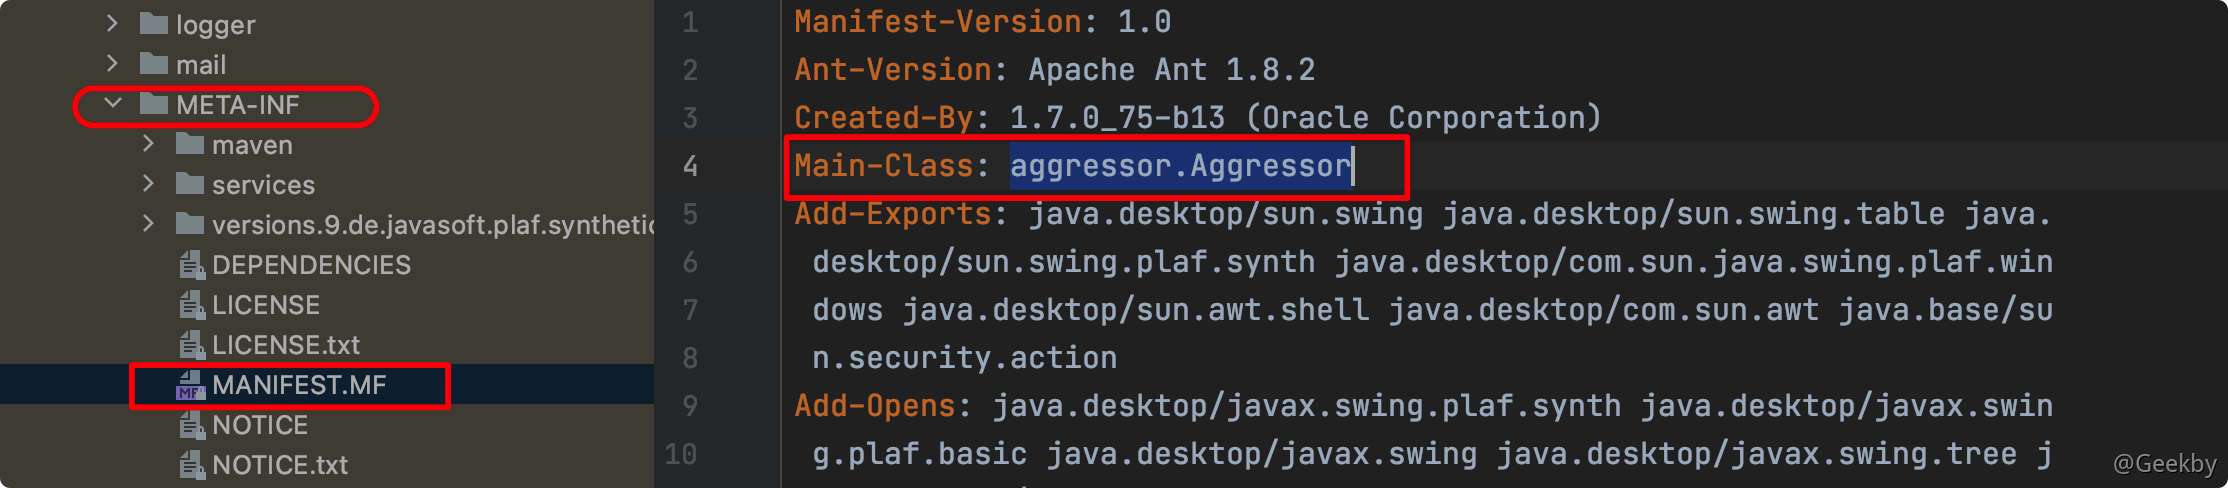 logger
mail
META-INF
maven
services
versions.9.de.javasoft.plaf.synthetic
DEPENDENCIES
LICENSE
LICENSE.txt
MANIFEST.MF
NOTICE
NOTICE.txt
1 Manifest-Version: 1.0
2 Ant-Version: Apache Ant 1.8.2
3 Created-By: 1.7.0_75-b13 (Oracle Corporation)
4 Main-Class: aggressor.Aggressor
5 Add-Exports: java.desktop/sun.swing java.desktop/sun.swing.table java.
6 desktop/sun.swing.plaf.synth java.desktop/com.sun.java.swing.plaf.win
7 dows java.desktop/sun.awt.shell java.desktop/com.sun.awt java.base/su
8 n.security.action
9 Add-Opens: java.desktop/javax.swing.plaf.synth java.desktop/javax.swin
10 g.plaf.basic java.desktop/javax.swing java.desktop/javax.swing.tree j
@Geekby